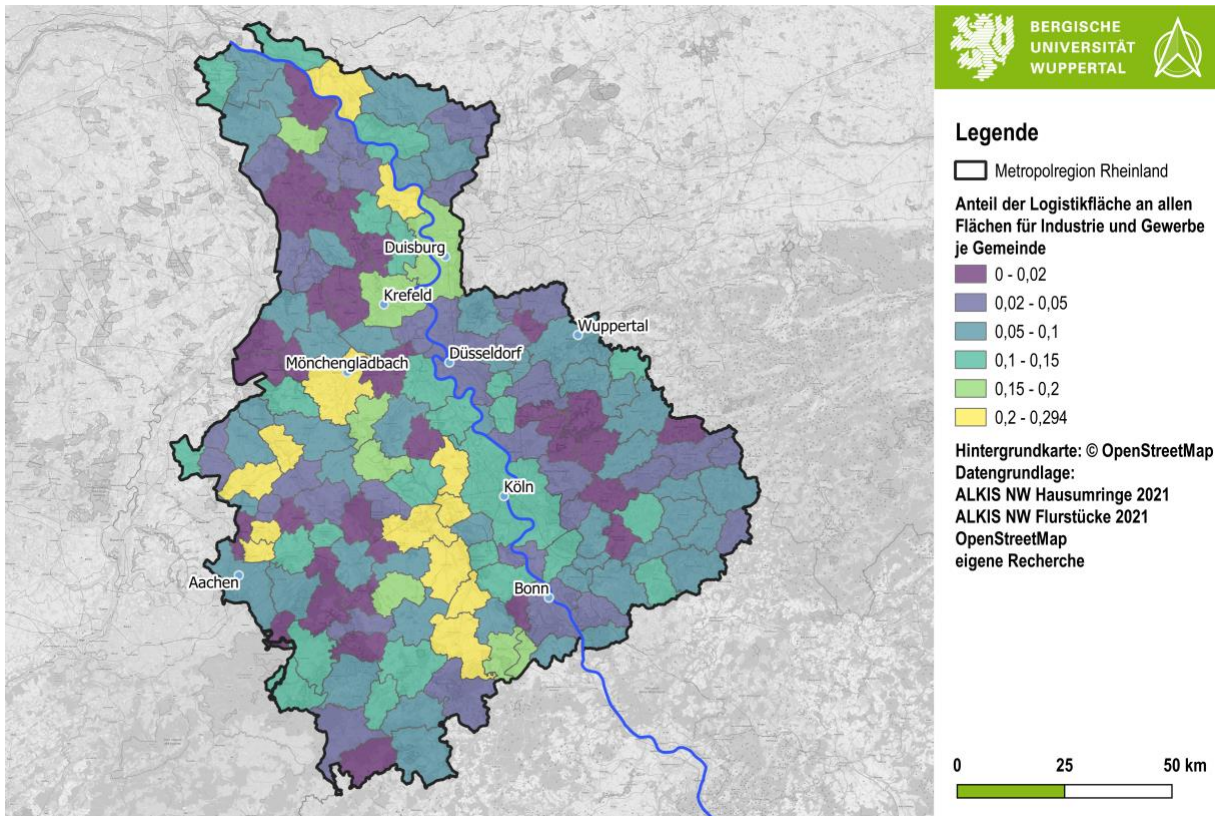 Duisburg
Krefeld
Wuppertal
Mönchengladbach
Düsseldorf
Köln
Aachen
Bonn
BERGISCHE
UNIVERSITÄT
WUPPERTAL
Legende
Metropolregion Rheinland
Anteil der Logistikfläche an allen
Flächen für Industrie und Gewerbe
je Gemeinde
0 - 0,02
0,02 - 0,05
0,05 - 0,1
0,1 - 0,15
0,15 - 0,2
0,2 - 0,294
Hintergrundkarte: © OpenStreetMap
Datengrundlage:
ALKIS NW Hausumringe 2021
ALKIS NW Flurstücke 2021
OpenStreetMap
eigene Recherche
0 25 50 km